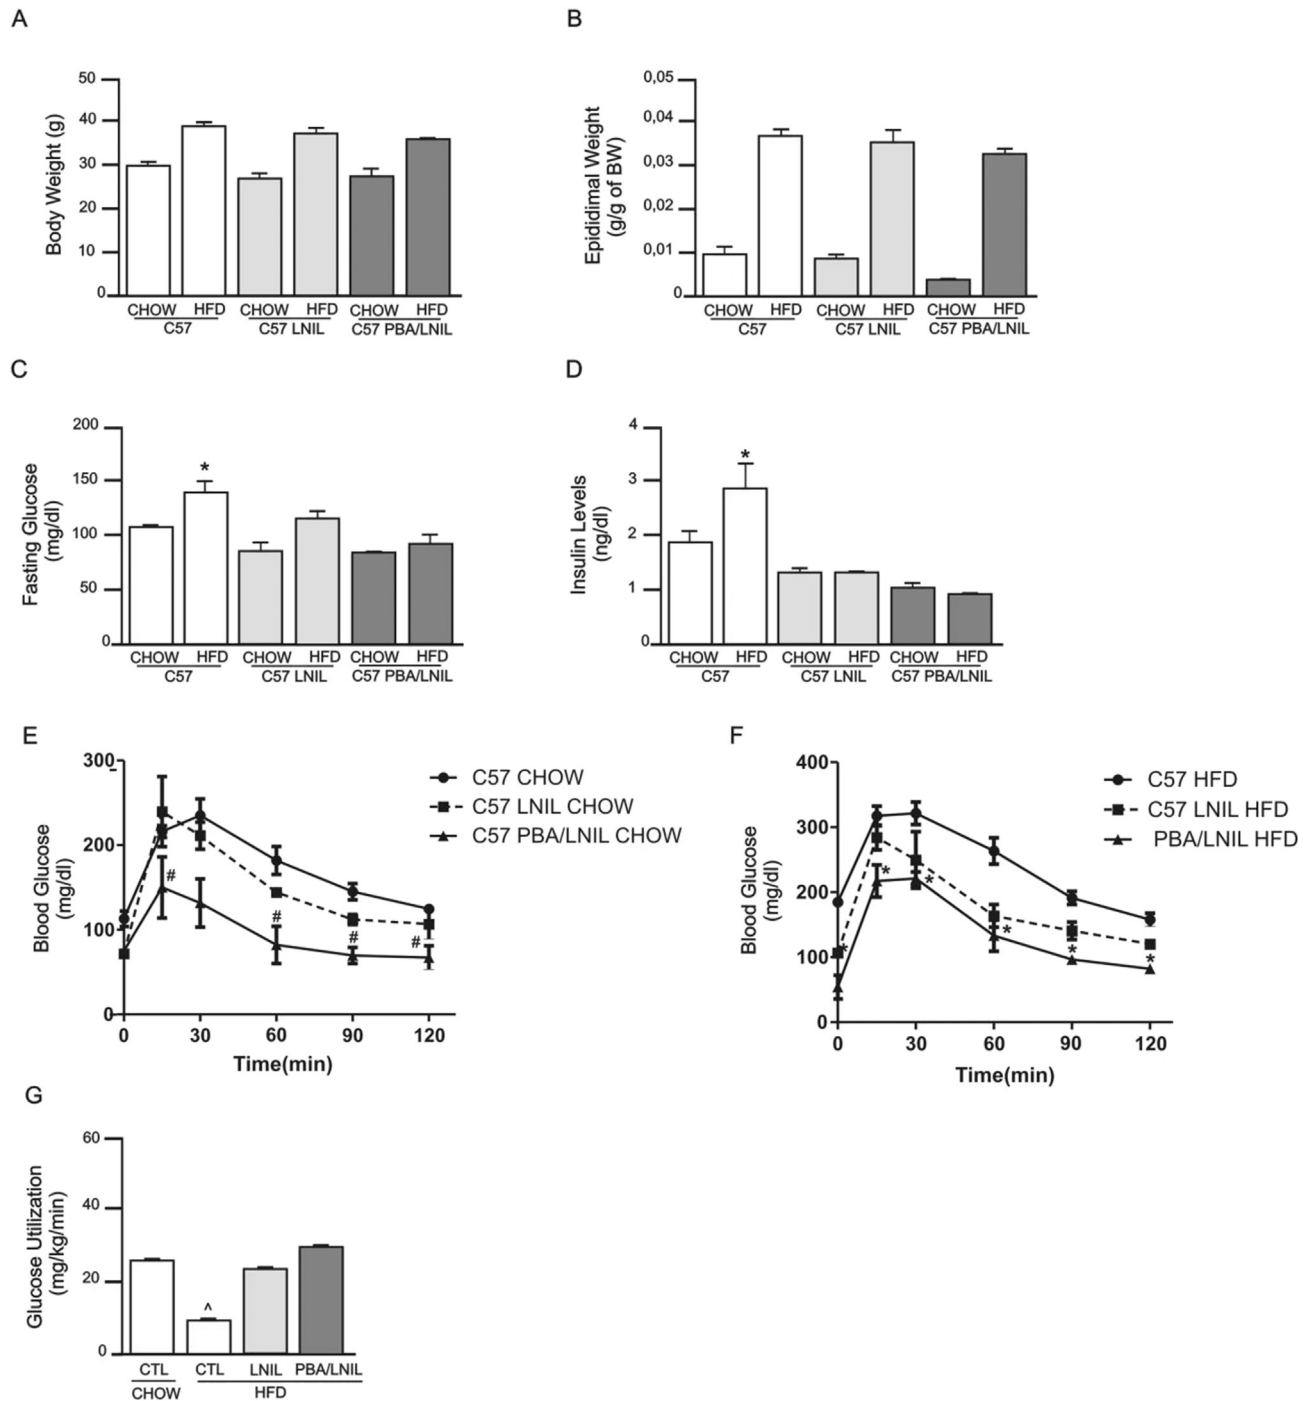 A
Body Weight (g)
50
40
30
20
10
0
CHOW HFD CHOW HFD CHOW HFD
C57 C57 LNIL C57 PBA/LNIL
B
Epididimal Weight
(g/g of BW)
0,05
0,04
0,03
0,02
0,01
0
CHOW HFD CHOW HFD CHOW HFD
C57 C57 LNIL C57 PBA/LNIL
C
Fasting Glucose
(mg/dl)
200
150
100
50
0
*
CHOW HFD CHOW HFD CHOW HFD
C57 C57 LNIL C57 PBA/LNIL
D
Insulin Levels
(ng/dl)
4
3
2
1
0
*
CHOW HFD CHOW HFD CHOW HFD
C57 C57 LNIL C57 PBA/LNIL
E
Blood Glucose
(mg/dl)
300
200
100
0
# # # #
0 30 60 90 120
Time(min)
C57 CHOW
C57 LNIL CHOW
C57 PBA/LNIL CHOW
F
Blood Glucose
(mg/dl)
400
300
200
100
0
* * * * * *
0 30 60 90 120
Time(min)
C57 HFD
C57 LNIL HFD
PBA/LNIL HFD
G
Glucose Utilization
(mg/kg/min)
60
40
20
0
^
CTL CTL LNIL PBA/LNIL
CHOW HFD